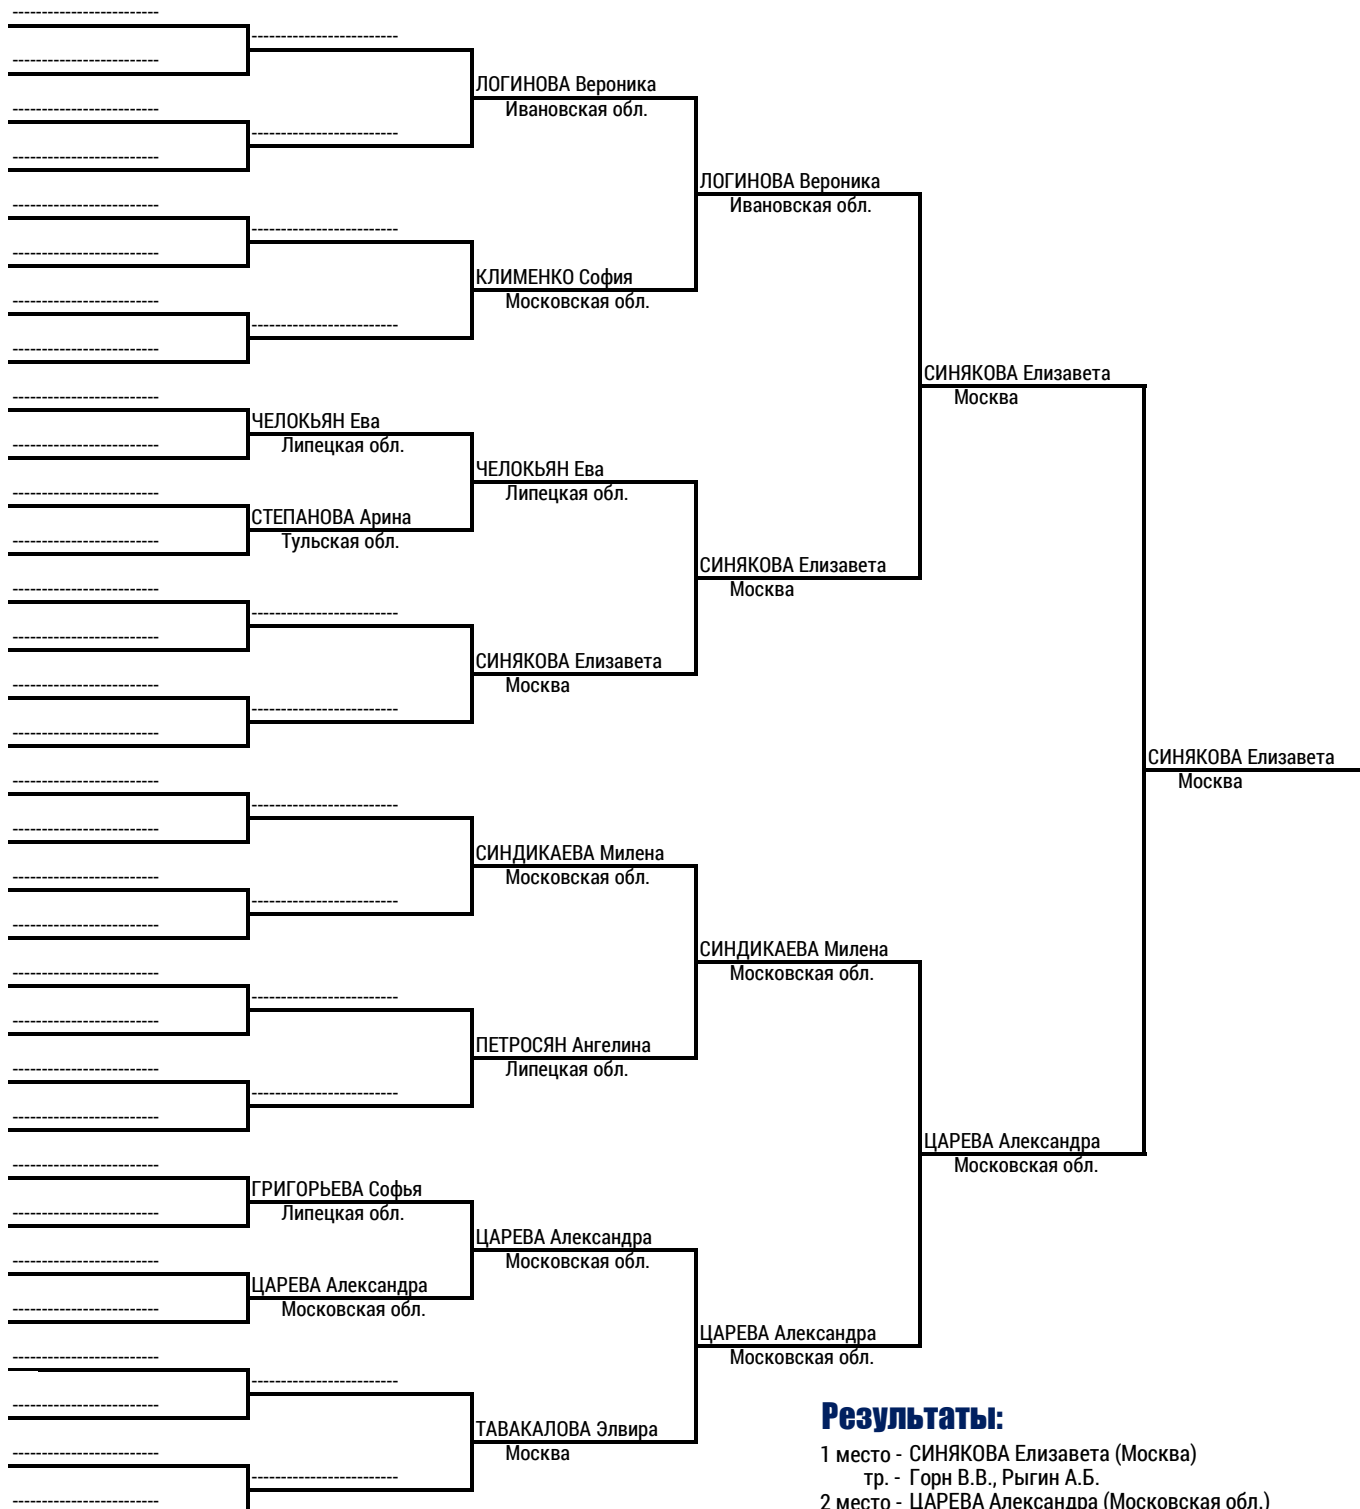 ЛОГИНОВА Вероника
Ивановская обл.
ЛОГИНОВА Вероника
Ивановская обл.
КЛИМЕНКО София
Московская обл.
СИНЯКОВА Елизавета
Москва
ЧЕЛОКЬЯН Ева
Липецкая обл.
ЧЕЛОКЬЯН Ева
Липецкая обл.
СТЕПАНОВА Арина
Тульская обл.
СИНЯКОВА Елизавета
Москва
СИНЯКОВА Елизавета
Москва
СИНЯКОВА Елизавета
Москва
СИНДИКАЕВА Милена
Московская обл.
СИНДИКАЕВА Милена
Московская обл.
ПЕТРОСЯН Ангелина
Липецкая обл.
ЦАРЕВА Александра
Московская обл.
ГРИГОРЬЕВА Софья
Липецкая обл.
ЦАРЕВА Александра
Московская обл.
ЦАРЕВА Александра
Московская обл.
ЦАРЕВА Александра
Московская обл.
ТАВАКАЛОВА Элвира
Москва
Результаты:
1 место - СИНЯКОВА Елизавета (Москва)
тр. - Горн В.В., Рыгин А.Б.
2 место - ЦАРЕВА Александра (Московская обл.)